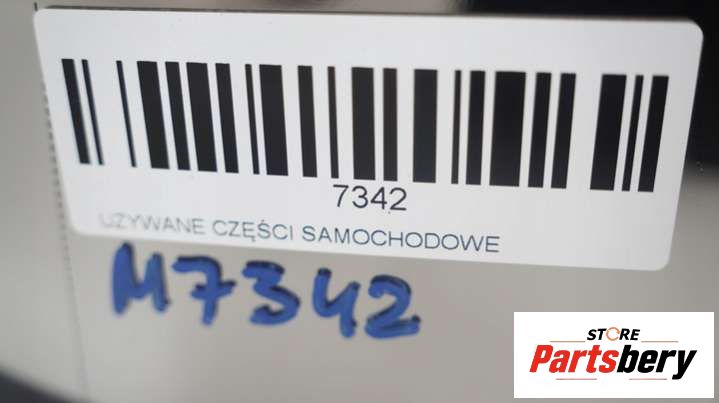 7342
UZYWANE CZĘŚCI SAMOCHODOWE
M7342
STORE
Partsbery